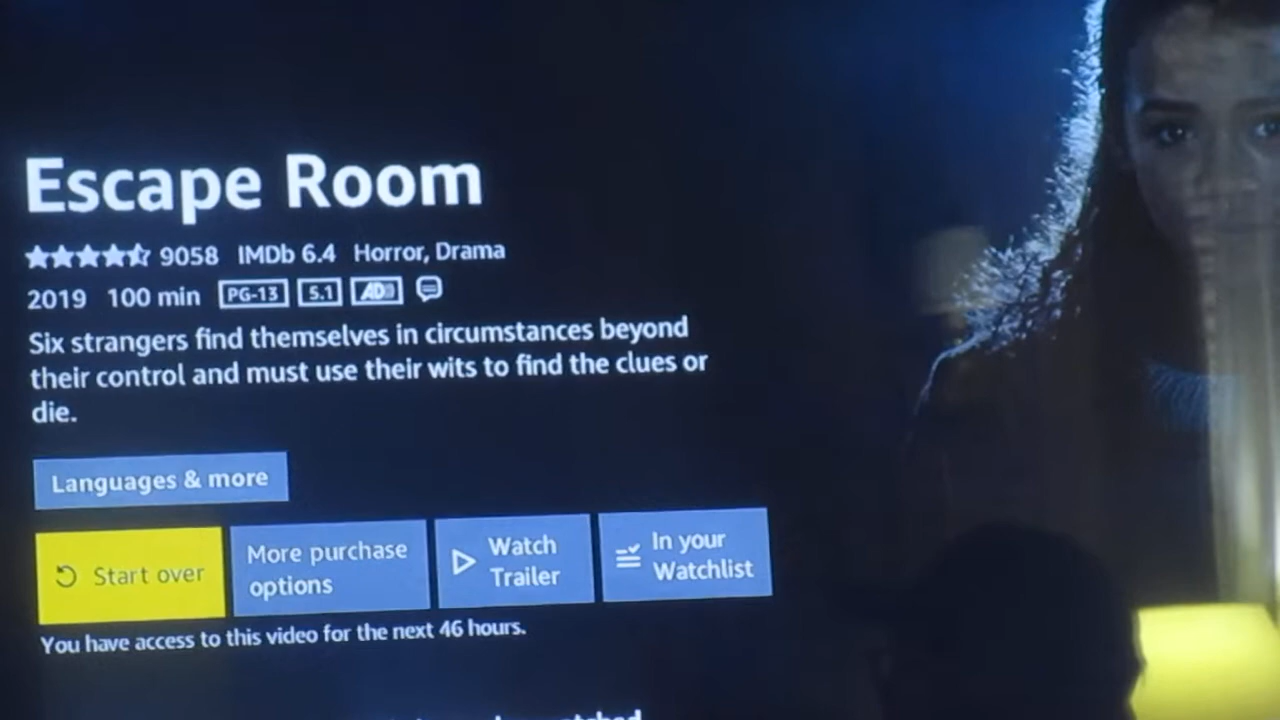 Escape Room
9058 IMDb 6.4 Horror, Drama
2019 100 min PG-13 5.1 AD
Six strangers find themselves in circumstances beyond
their control and must use their wits to find the clues or
die.
Languages & more
Start over
More purchase
options
Watch
Trailer
In your
Watchlist
You have access to this video for the next 46 hours.